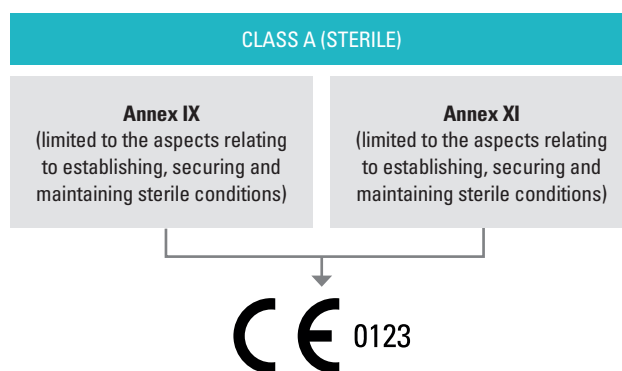 CLASS A (STERILE)
Annex IX
(limited to the aspects relating
to establishing, securing and
maintaining sterile conditions)
Annex XI
(limited to the aspects relating
to establishing, securing and
maintaining sterile conditions)
CE 0123